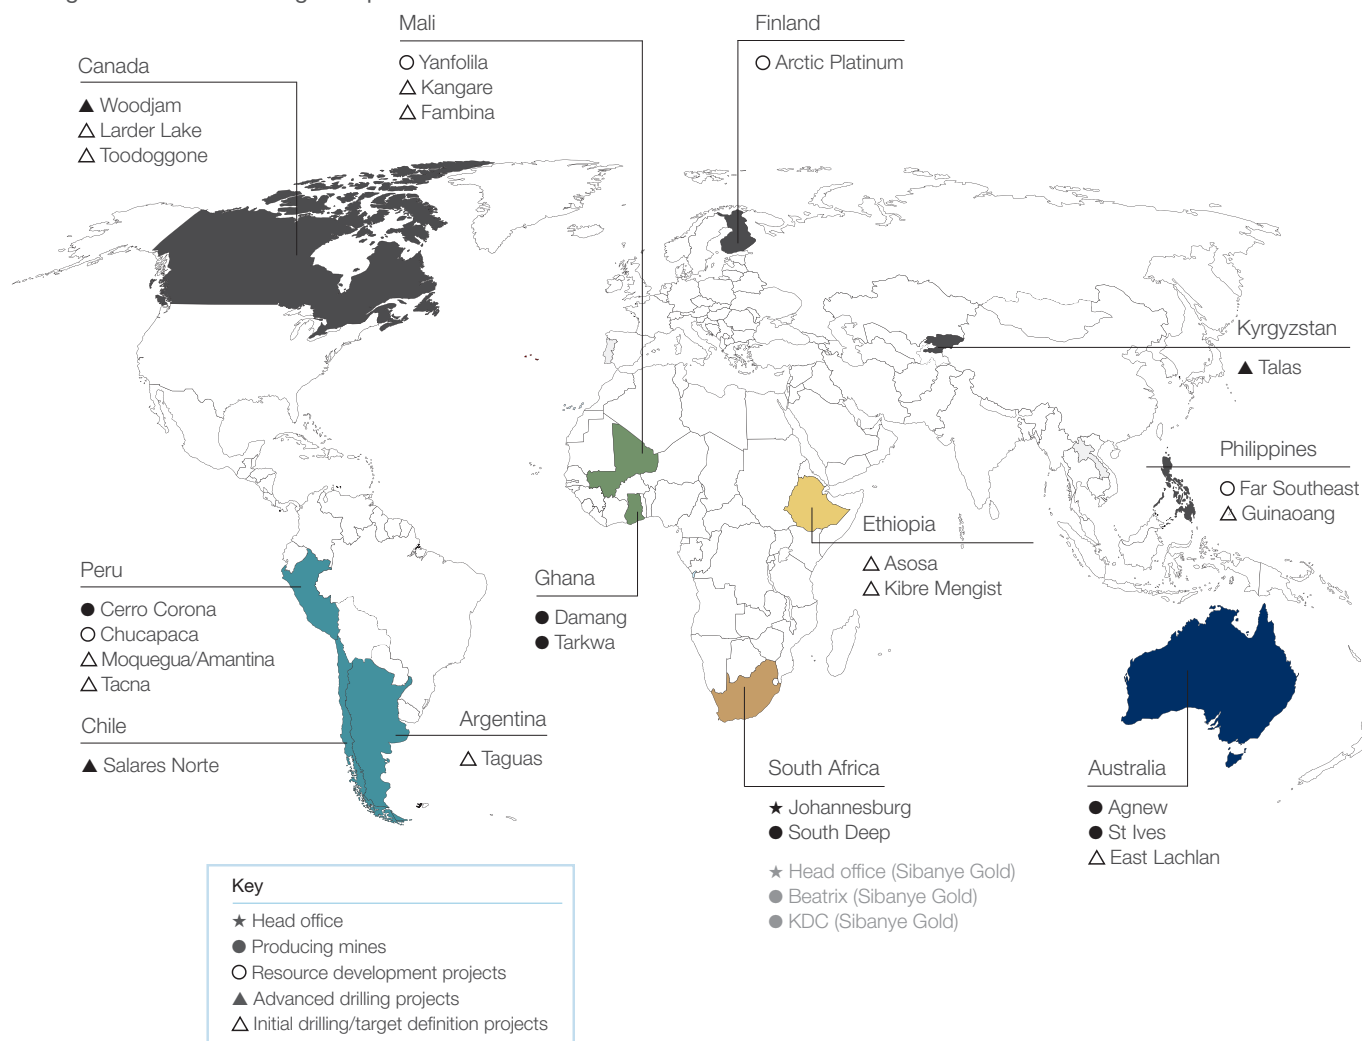 Mali
Yanfolila
Kangare
Fambina
Finland
Arctic Platinum
Canada
Woodjam
Larder Lake
Toodoggone
Kyrgyzstan
Talas
Philippines
Far Southeast
Guinaoang
Ethiopia
Asosa
Kibre Mengist
Ghana
Damang
Tarkwa
Peru
Cerro Corona
Chucapaca
Moquegua/Amantina
Tacna
Chile
Salares Norte
Argentina
Taguas
South Africa
Johannesburg
South Deep
Head office (Sibanye Gold)
Beatrix (Sibanye Gold)
KDC (Sibanye Gold)
Australia
Agnew
St Ives
East Lachlan
Key
Head office
Producing mines
Resource development projects
Advanced drilling projects
Initial drilling/target definition projects